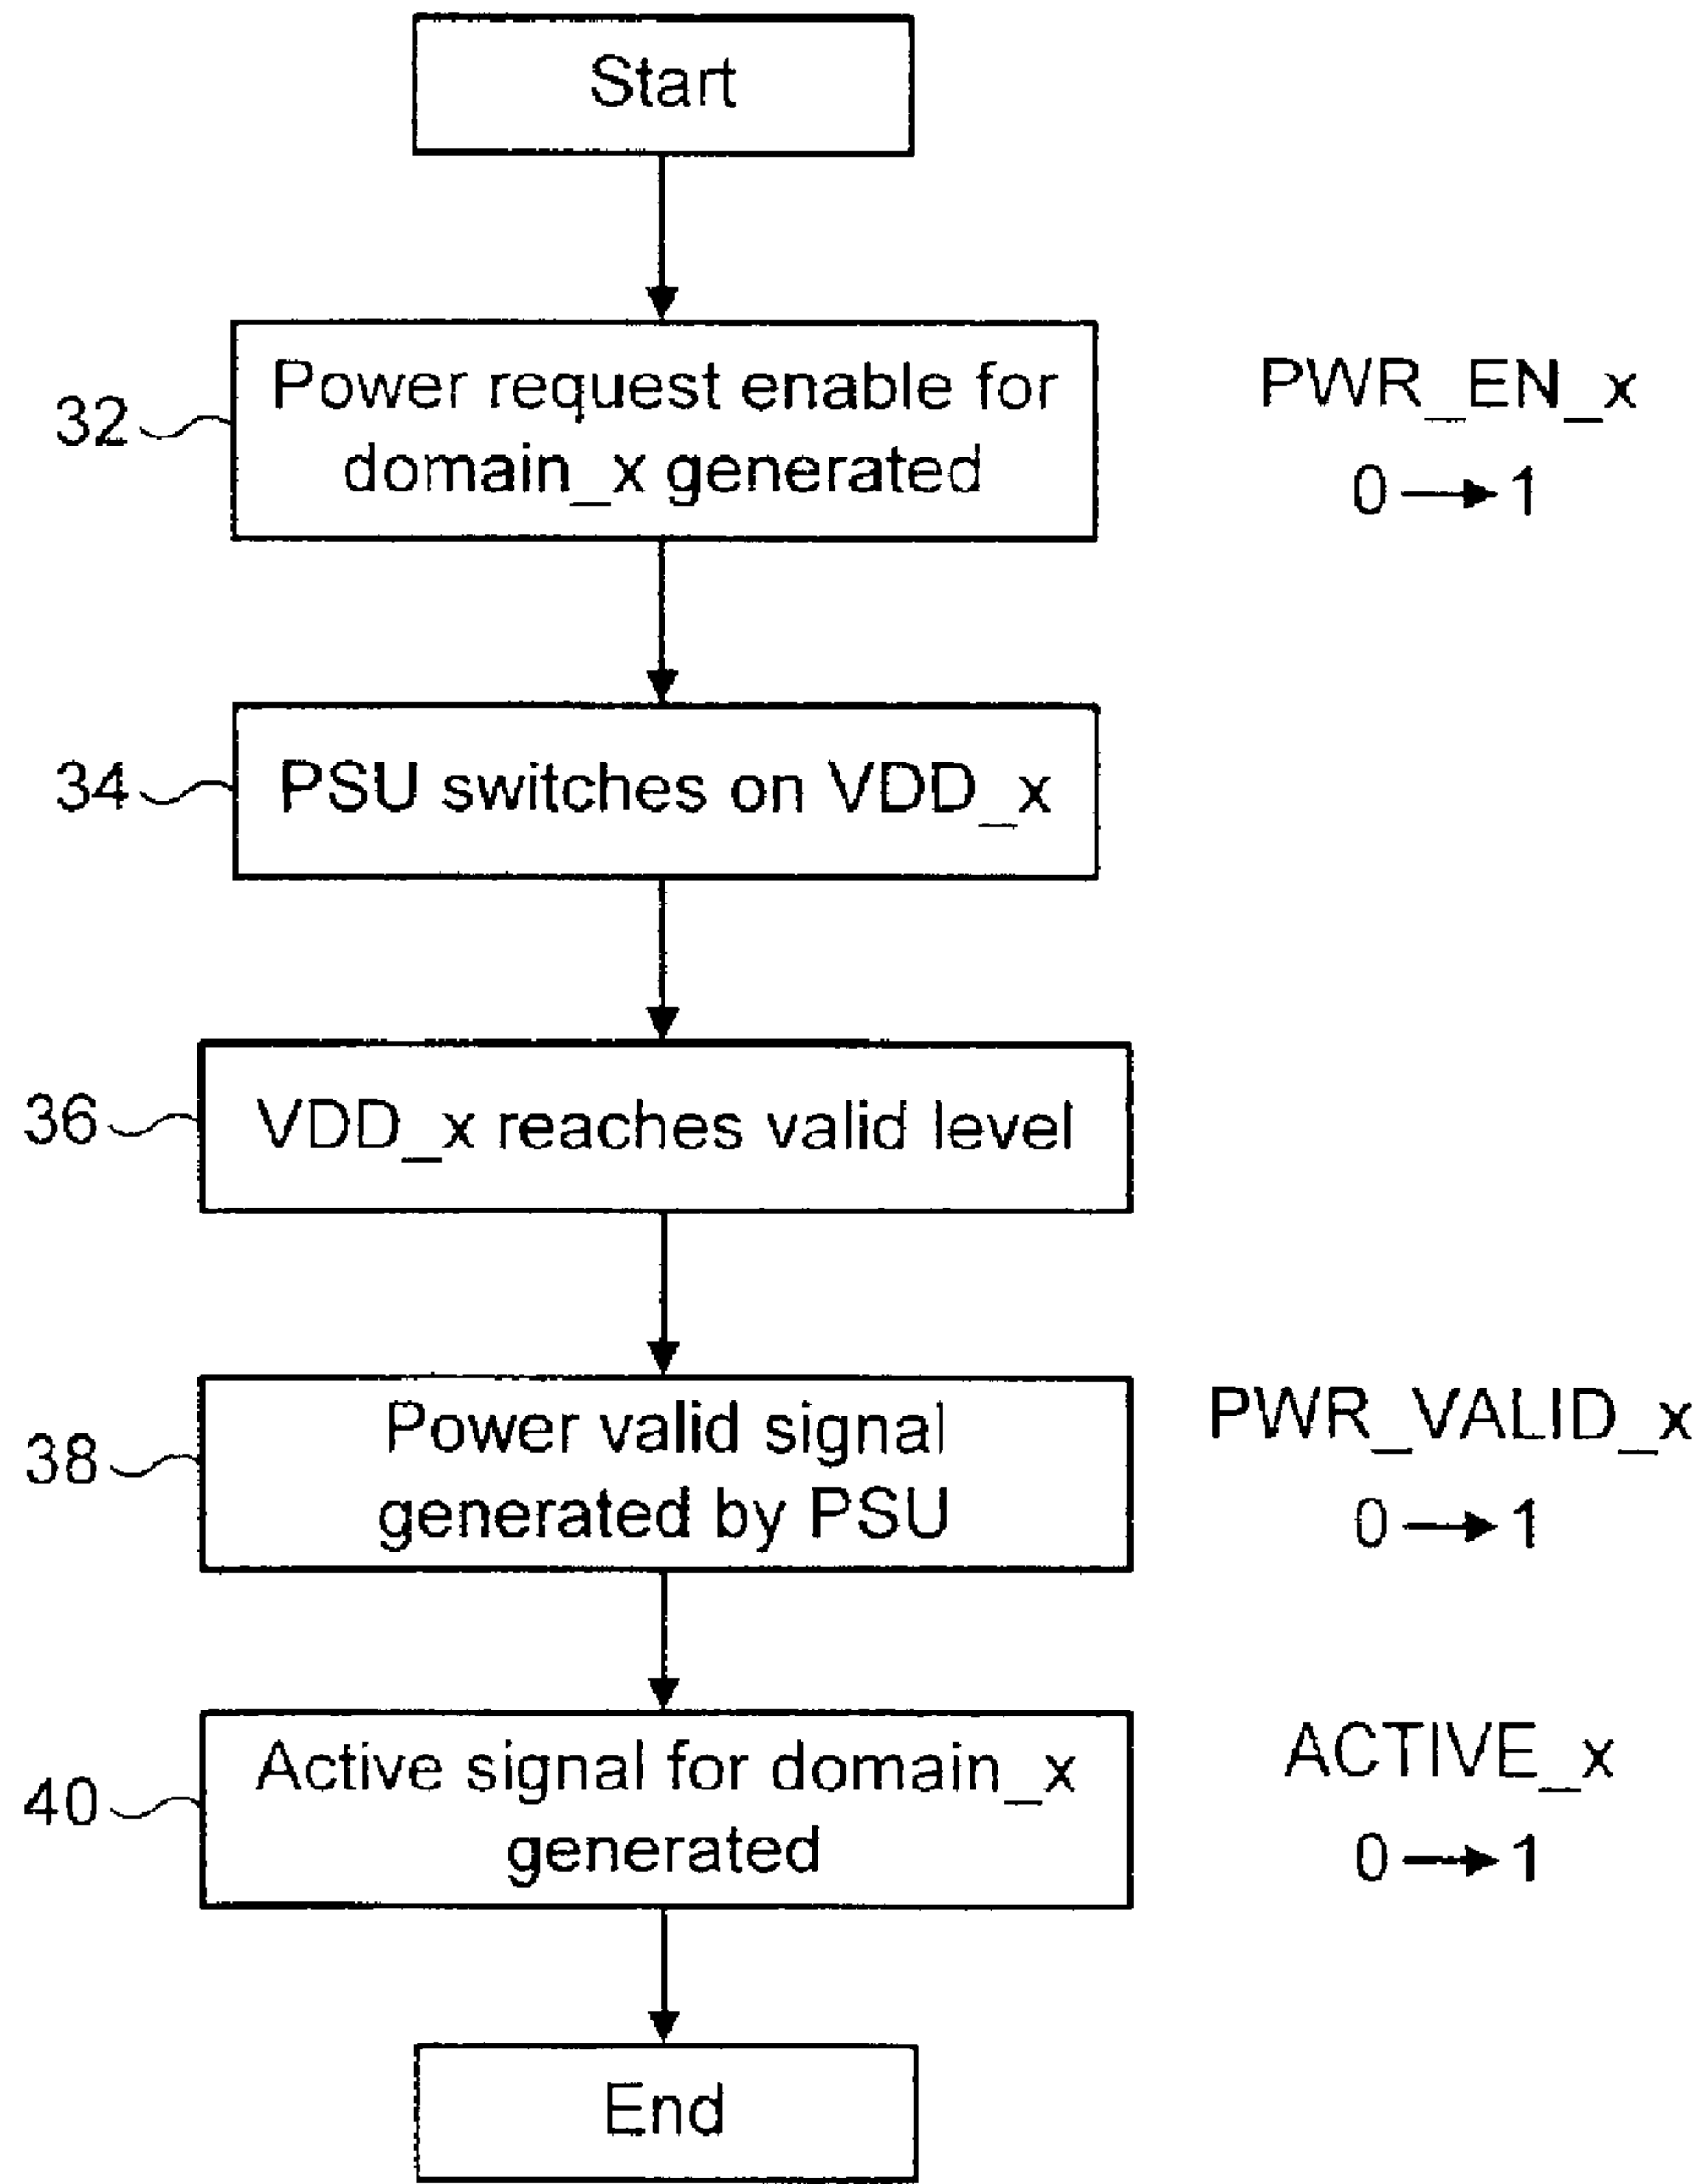 Start
Power request enable for
domain_x generated
32
PWR_EN_x
0 → 1
PSU switches on VDD_x
34
VDD_x reaches valid level
36
Power valid signal
generated by PSU
38
PWR_VALID_x
0 → 1
Active signal for domain_x
generated
40
ACTIVE_x
0 → 1
End